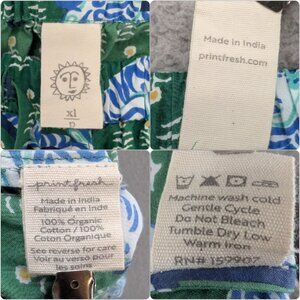 xl
p
Made in India
printfresh.com
printfresh
Made in India
Fabriqué en Inde
100% Organic
Cotton / 100%
Coton Organique
See reverse for care
Voir au verso pour
les soins
Machine wash cold
Gentle Cycle
Do Not Bleach
Tumble Dry Low
Warm Iron
RN# 159907